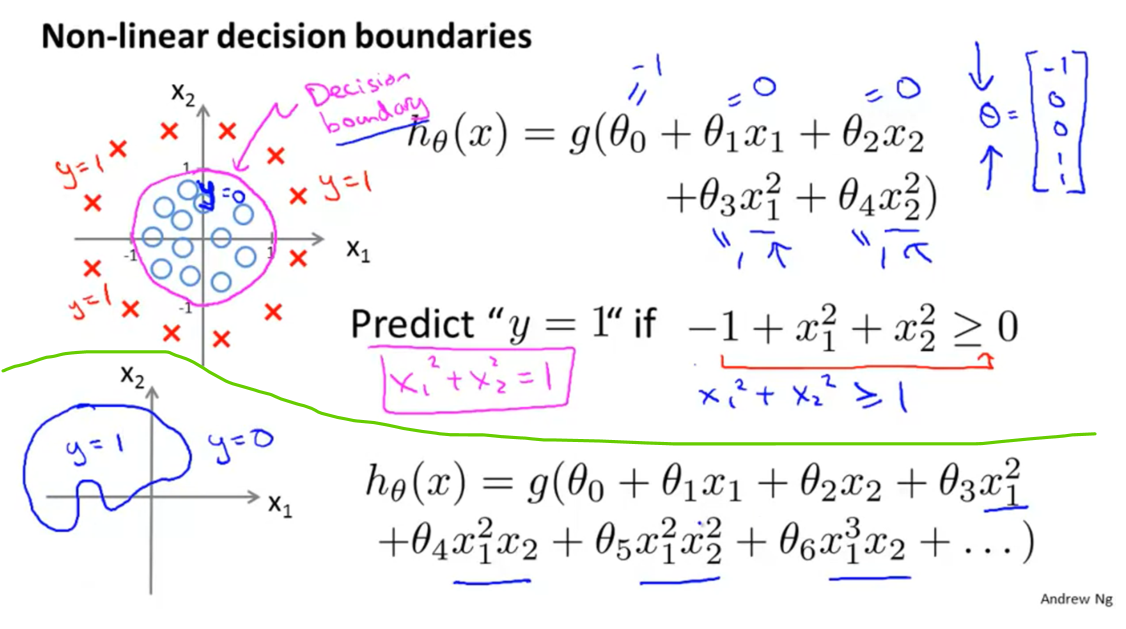 Non-linear decision boundaries
x₂
Decision
boundary
y=1
y=0
y=1
1
-1
1
x₁
y=1
-1
-1
=0
=0
h_θ(x) = g(θ₀ + θ₁x₁ + θ₂x₂
+θ₃x₁² + θ₄x₂²)
1
1
θ = [-1 0 0 1 1]
Predict “y = 1“ if −1 + x₁² + x₂² ≥ 0
x₁² + x₂² = 1
x₁² + x₂² ≥ 1
x₂
y=1
y=0
x₁
h_θ(x) = g(θ₀ + θ₁x₁ + θ₂x₂ + θ₃x₁²
+θ₄x₁²x₂ + θ₅x₁²x₂² + θ₆x₁³x₂ + ...)
Andrew Ng